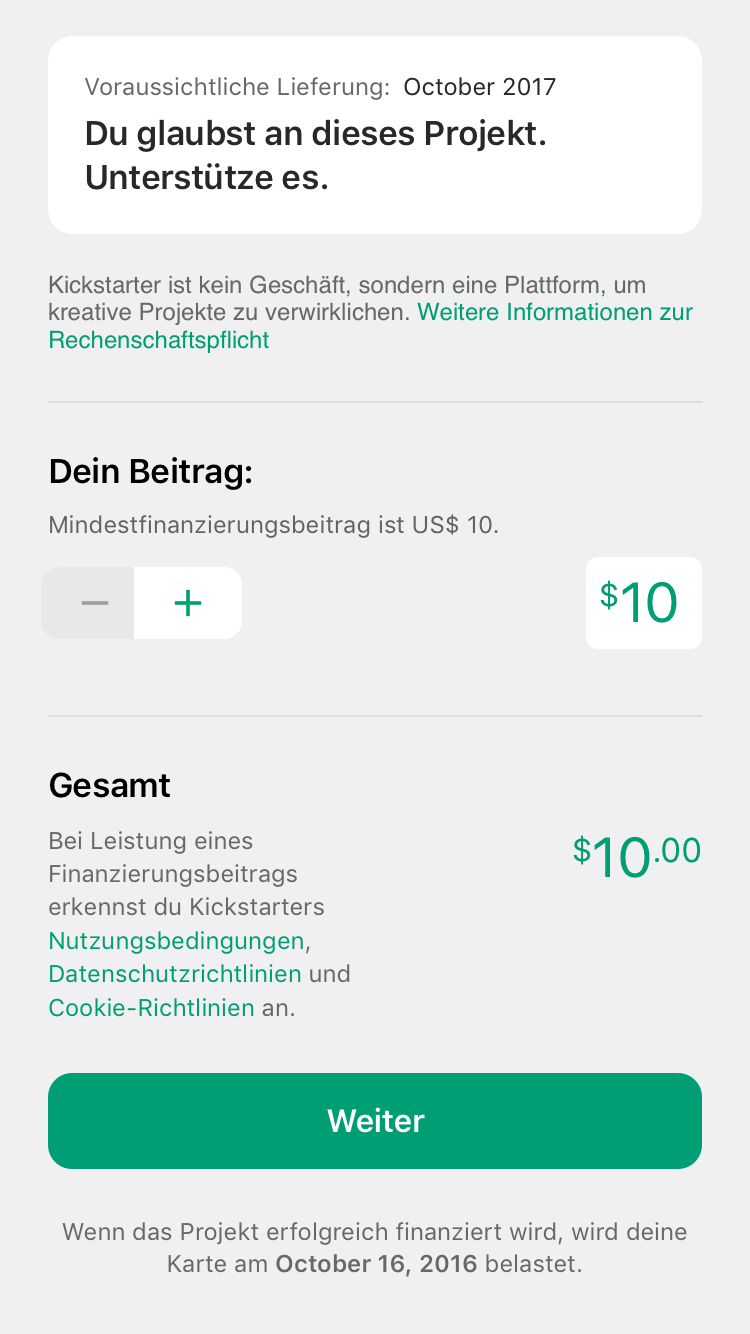 Voraussichtliche Lieferung: October 2017
Du glaubst an dieses Projekt.
Unterstütze es.
Kickstarter ist kein Geschäft, sondern eine Plattform, um
kreative Projekte zu verwirklichen. Weitere Informationen zur
Rechenschaftspflicht
Dein Beitrag:
Mindestfinanzierungsbeitrag ist US$ 10.
− +
$10
Gesamt
Bei Leistung eines
Finanzierungsbeitrags
erkennst du Kickstarters
Nutzungsbedingungen,
Datenschutzrichtlinien und
Cookie-Richtlinien an.
$10.00
Weiter
Wenn das Projekt erfolgreich finanziert wird, wird deine
Karte am October 16, 2016 belastet.